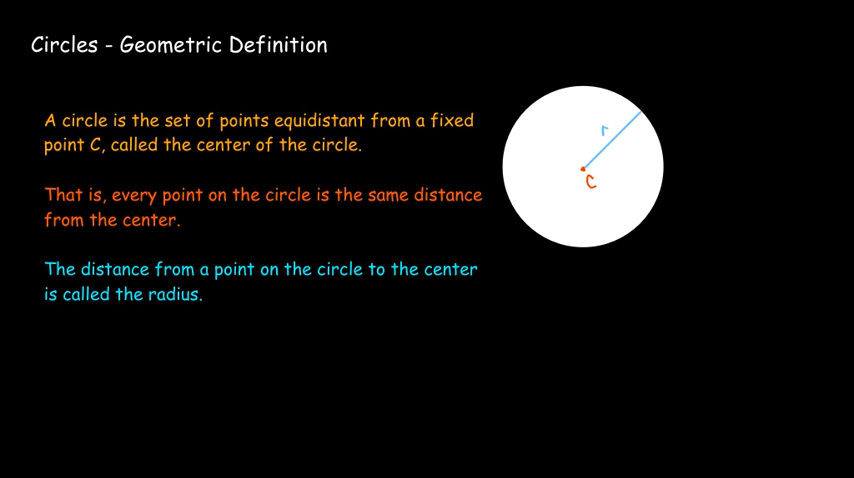 Circles - Geometric Definition
A circle is the set of points equidistant from a fixed
point C, called the center of the circle.
That is, every point on the circle is the same distance
from the center.
The distance from a point on the circle to the center
is called the radius.
r
C